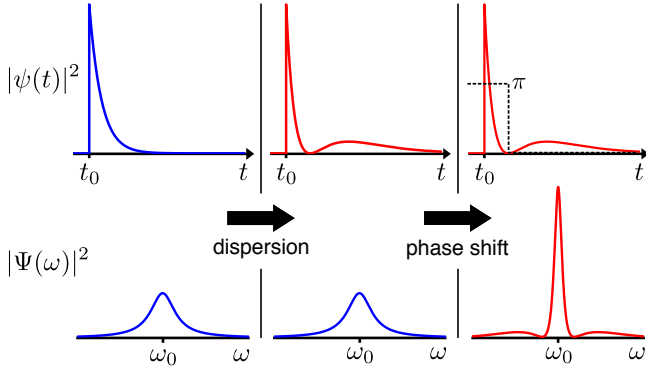 |ψ(t)|²
π
t₀ t t₀ t t₀ t
dispersion phase shift
|Ψ(ω)|²
ω₀ ω ω₀ ω ω₀ ω